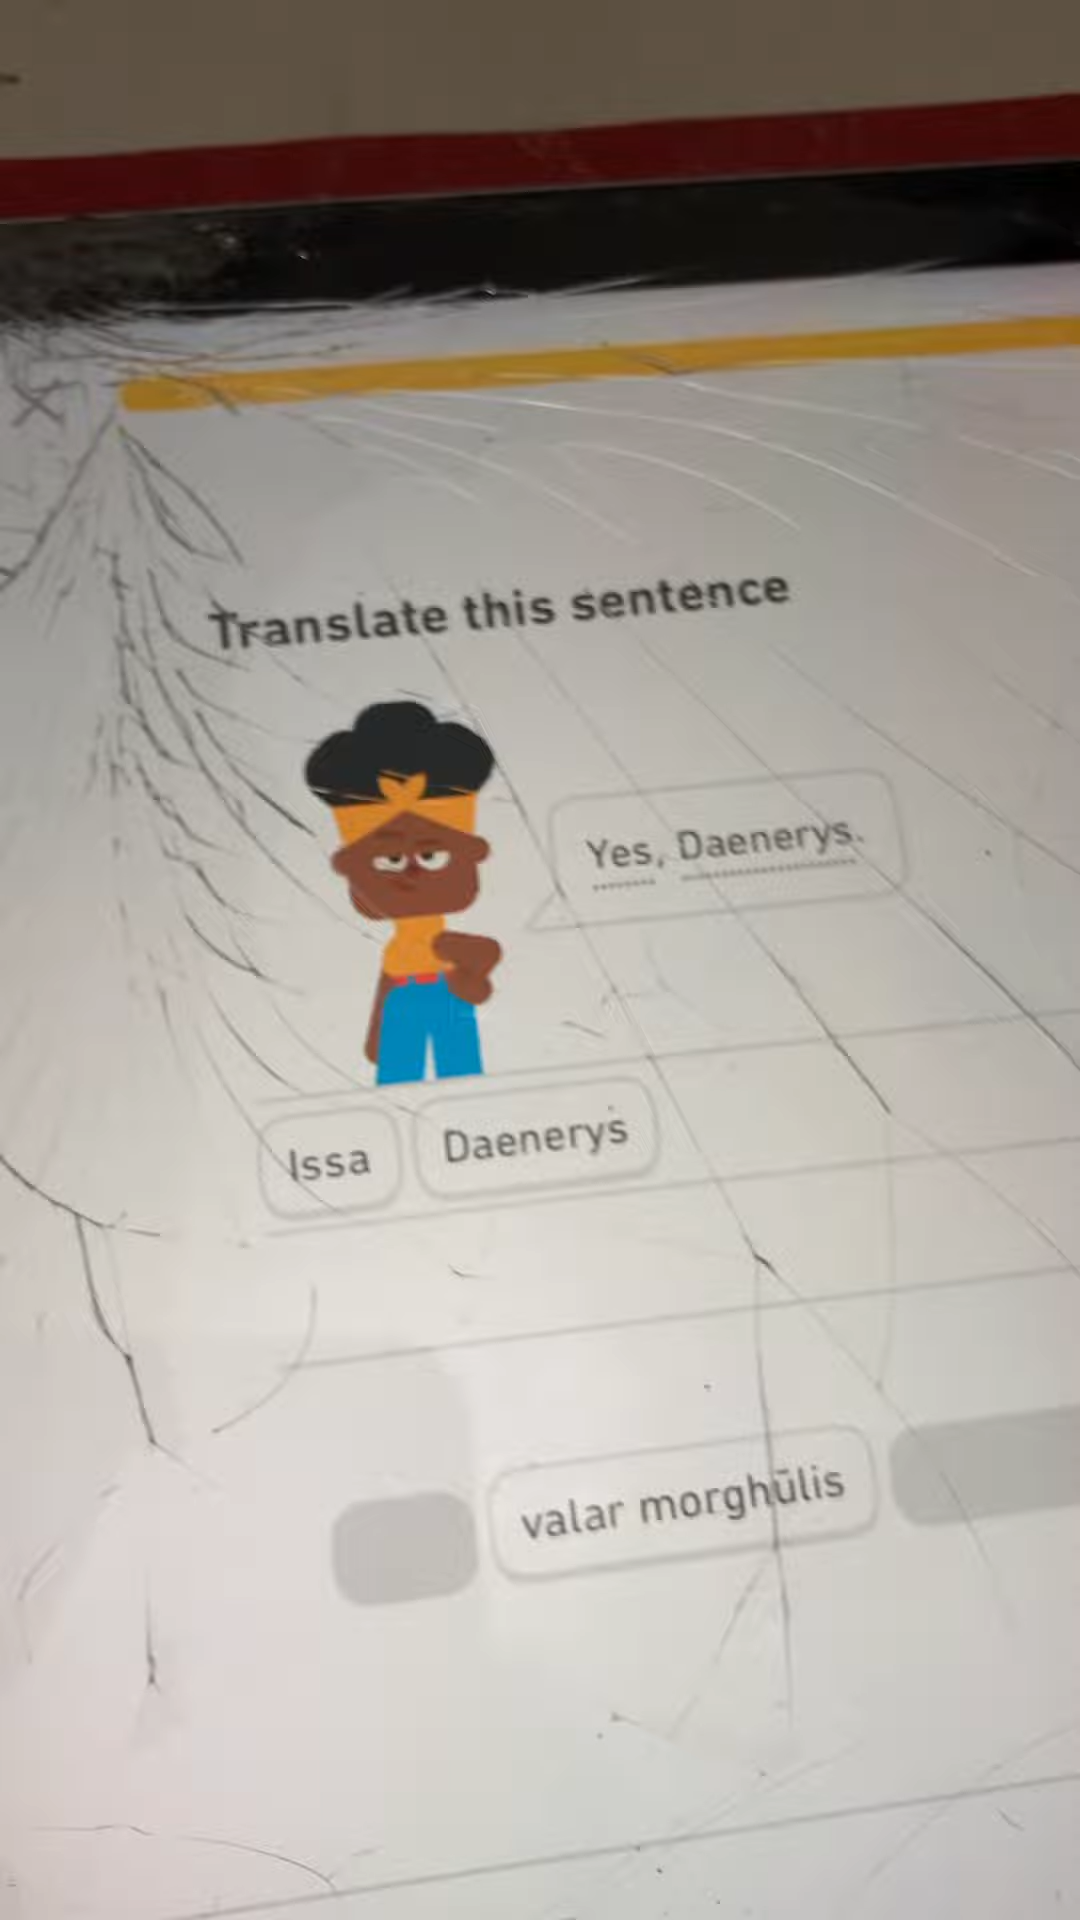 Translate this sentence
Yes, Daenerys.
Issa Daenerys
valar morghūlis